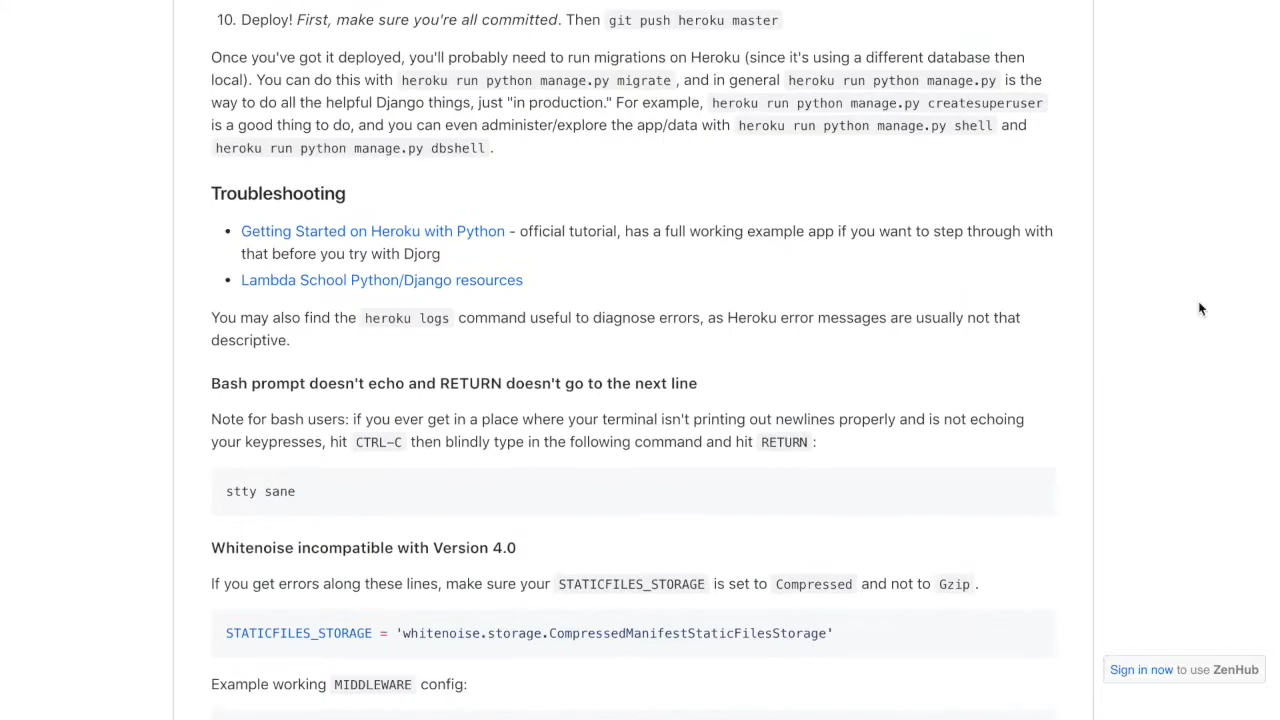 10. Deploy! First, make sure you're all committed. Then git push heroku master
Once you've got it deployed, you'll probably need to run migrations on Heroku (since it's using a different database then
local). You can do this with heroku run python manage.py migrate , and in general heroku run python manage.py is the
way to do all the helpful Django things, just "in production." For example, heroku run python manage.py createsuperuser
is a good thing to do, and you can even administer/explore the app/data with heroku run python manage.py shell and
heroku run python manage.py dbshell .
Troubleshooting
• Getting Started on Heroku with Python - official tutorial, has a full working example app if you want to step through with
that before you try with Djorg
• Lambda School Python/Django resources
You may also find the heroku logs command useful to diagnose errors, as Heroku error messages are usually not that
descriptive.
Bash prompt doesn't echo and RETURN doesn't go to the next line
Note for bash users: if you ever get in a place where your terminal isn't printing out newlines properly and is not echoing
your keypresses, hit CTRL-C then blindly type in the following command and hit RETURN :
stty sane
Whitenoise incompatible with Version 4.0
If you get errors along these lines, make sure your STATICFILES_STORAGE is set to Compressed and not to Gzip .
STATICFILES_STORAGE = 'whitenoise.storage.CompressedManifestStaticFilesStorage'
Sign in now to use ZenHub
Example working MIDDLEWARE config: